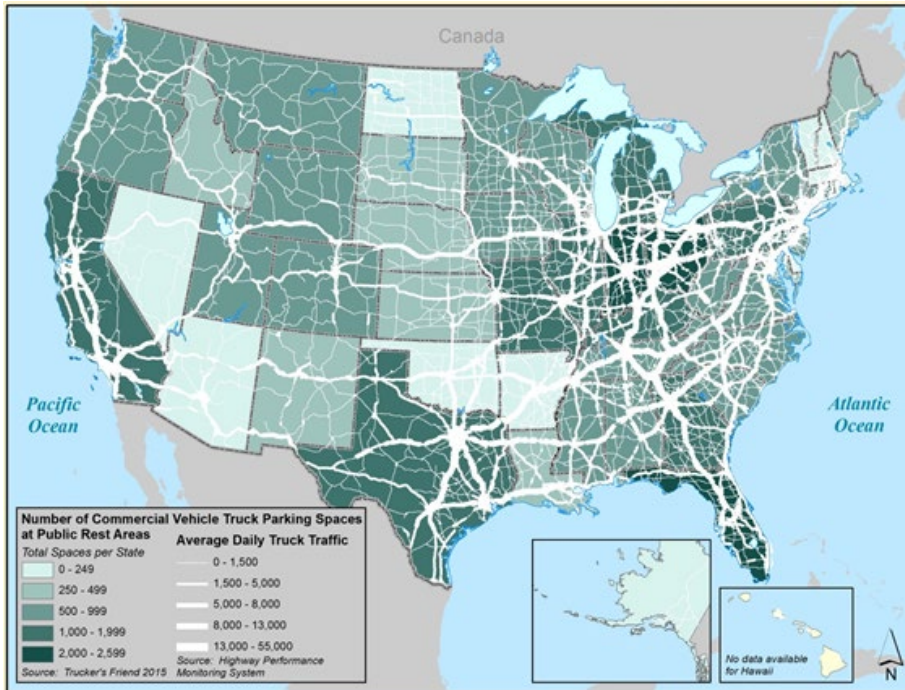 Canada
Pacific
Ocean
Atlantic
Ocean
Number of Commercial Vehicle Truck Parking Spaces
at Public Rest Areas
Total Spaces per State
0 - 249
250 - 499
500 - 999
1,000 - 1,999
2,000 - 2,599
Source: Trucker's Friend 2015
Average Daily Truck Traffic
0 - 1,500
1,500 - 5,000
5,000 - 8,000
8,000 - 13,000
13,000 - 55,000
Source: Highway Performance
Monitoring System
No data available
for Hawaii
N